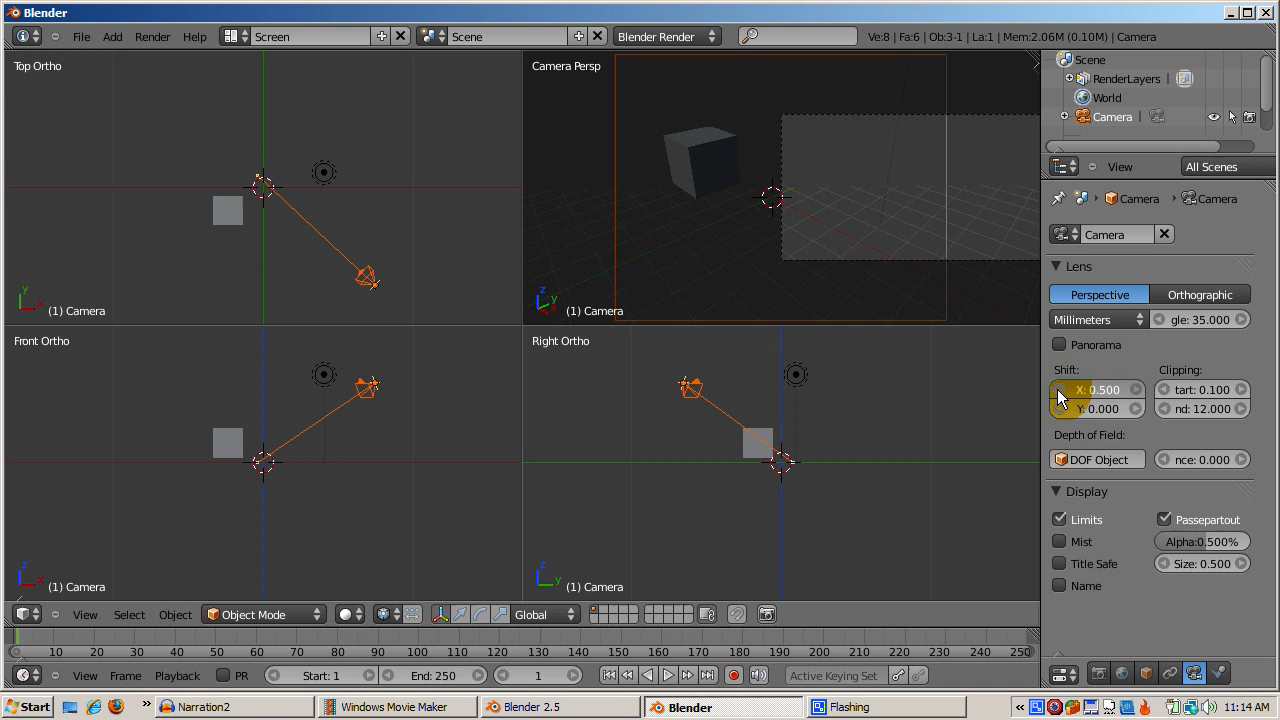 Blender
File Add Render Help Screen Scene Blender Render Ve:8 | Fa:6 | Ob:3-1 | La:1 | Mem:2.06M (0.10M) | Camera
Top Ortho
y x
(1) Camera
Camera Persp
z y
(1) Camera
Front Ortho
z x
(1) Camera
Right Ortho
z y
(1) Camera
Scene
RenderLayers
World
Camera
View All Scenes
Camera Camera
Camera
Lens
Perspective Orthographic
Millimeters gle: 35.000
Panorama
Shift: Clipping:
X: 0.500 tart: 0.100
Y: 0.000 nd: 12.000
Depth of Field:
DOF Object nce: 0.000
Display
Limits Passepartout
Mist Alpha:0.500%
Title Safe Size: 0.500
Name
View Select Object Object Mode Global
10 20 30 40 50 60 70 80 90 100 110 120 130 140 150 160 170 180 190 200 210 220 230 240 250
View Frame Playback PR Start: 1 End: 250 1 Active Keying Set
Start Narration2 Windows Movie Maker Blender 2.5 Blender Flashing 11:14 AM